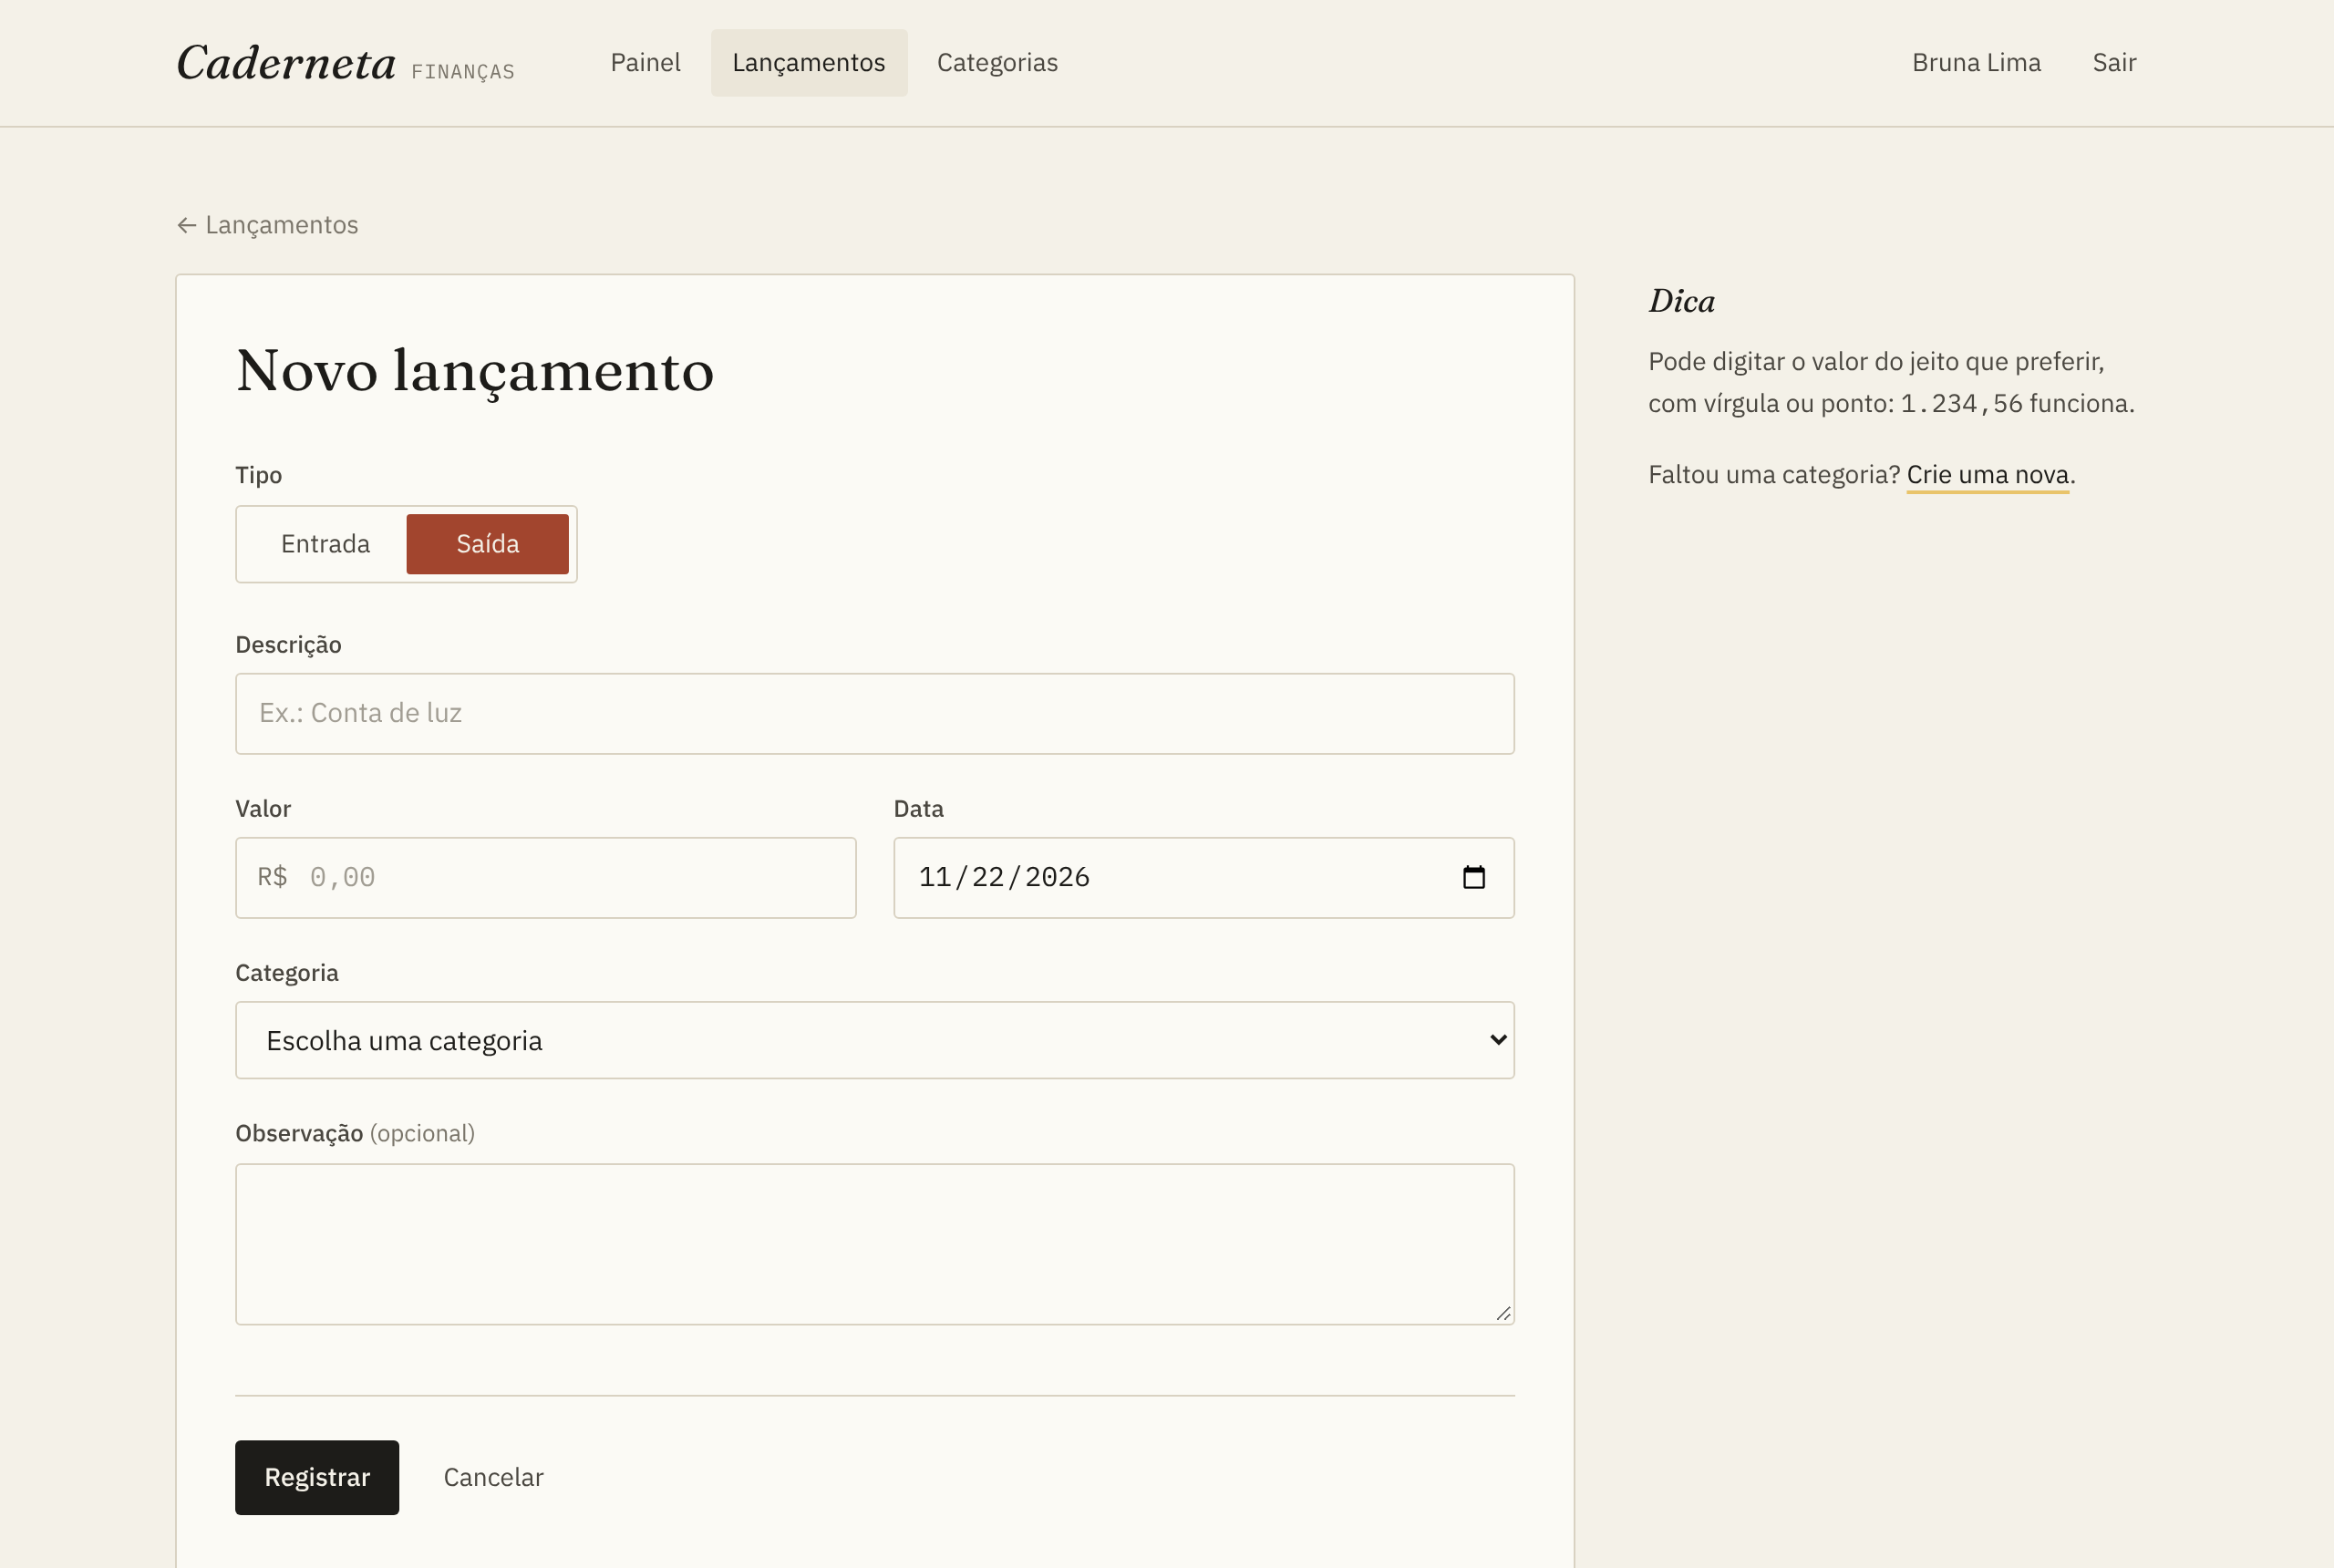 Caderneta FINANÇAS
Painel
Lançamentos
Categorias
Bruna Lima
Sair
← Lançamentos
Novo lançamento
Tipo
Entrada
Saída
Descrição
Ex.: Conta de luz
Valor
R$ 0,00
Data
11/22/2026
Categoria
Escolha uma categoria
Observação (opcional)
Registrar
Cancelar
Dica
Pode digitar o valor do jeito que preferir,
com vírgula ou ponto: 1.234,56 funciona.
Faltou uma categoria? Crie uma nova.